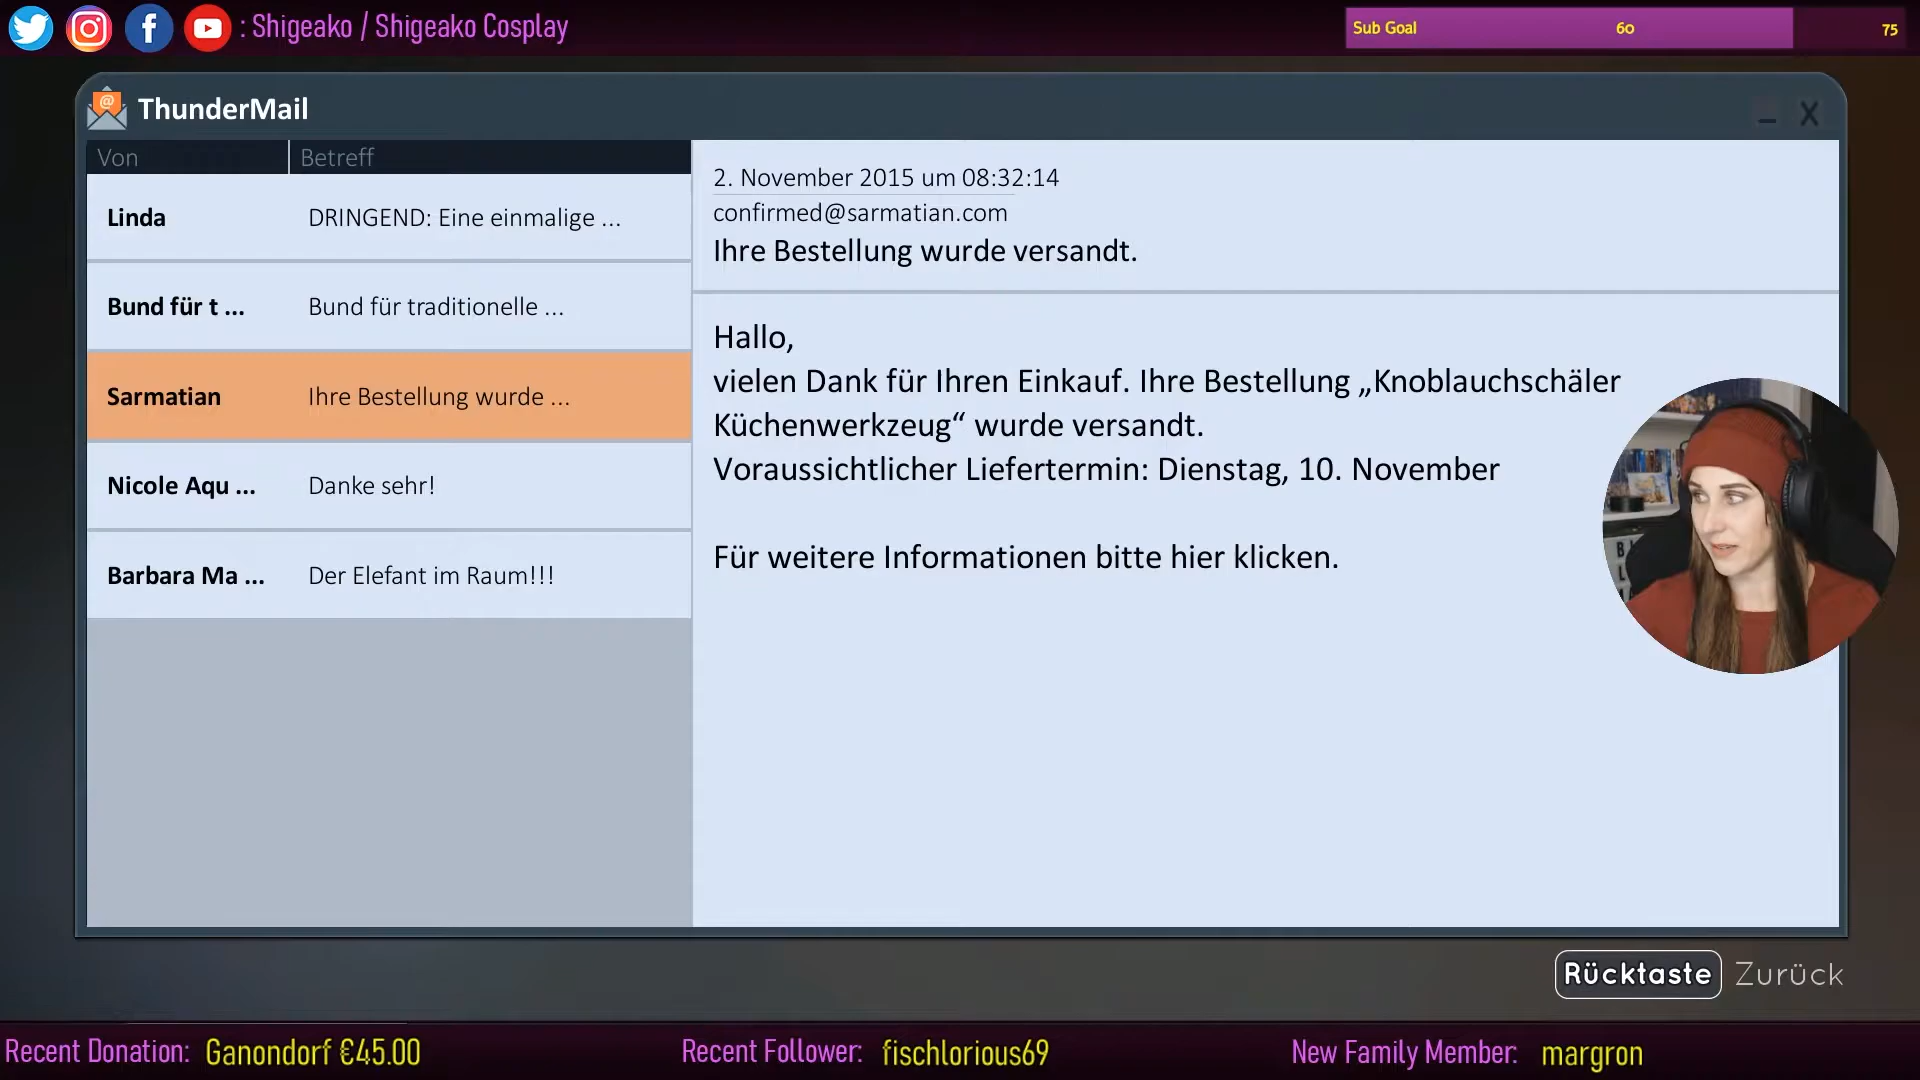 : Shigeako / Shigeako Cosplay
Sub Goal 60 75
ThunderMail
Von Betreff
Linda DRINGEND: Eine einmalige ...
Bund für t ... Bund für traditionelle ...
Sarmatian Ihre Bestellung wurde ...
Nicole Aqu ... Danke sehr!
Barbara Ma ... Der Elefant im Raum!!!
2. November 2015 um 08:32:14
confirmed@sarmatian.com
Ihre Bestellung wurde versandt.
Hallo,
vielen Dank für Ihren Einkauf. Ihre Bestellung „Knoblauchschäler
Küchenwerkzeug“ wurde versandt.
Voraussichtlicher Liefertermin: Dienstag, 10. November
Für weitere Informationen bitte hier klicken.
Rücktaste Zurück
Recent Donation: Ganondorf €45.00 Recent Follower: fischlorious69 New Family Member: margron